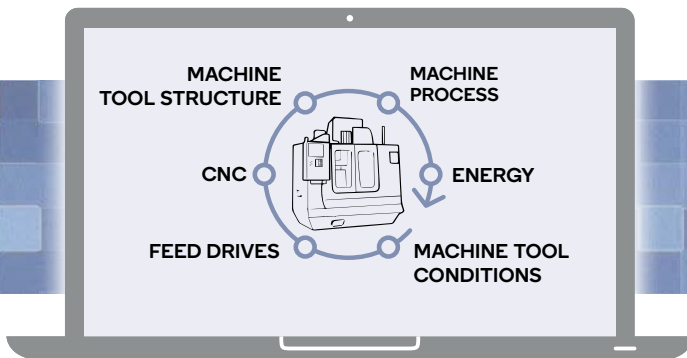 MACHINE
TOOL STRUCTURE
MACHINE
PROCESS
CNC
ENERGY
FEED DRIVES
MACHINE TOOL
CONDITIONS